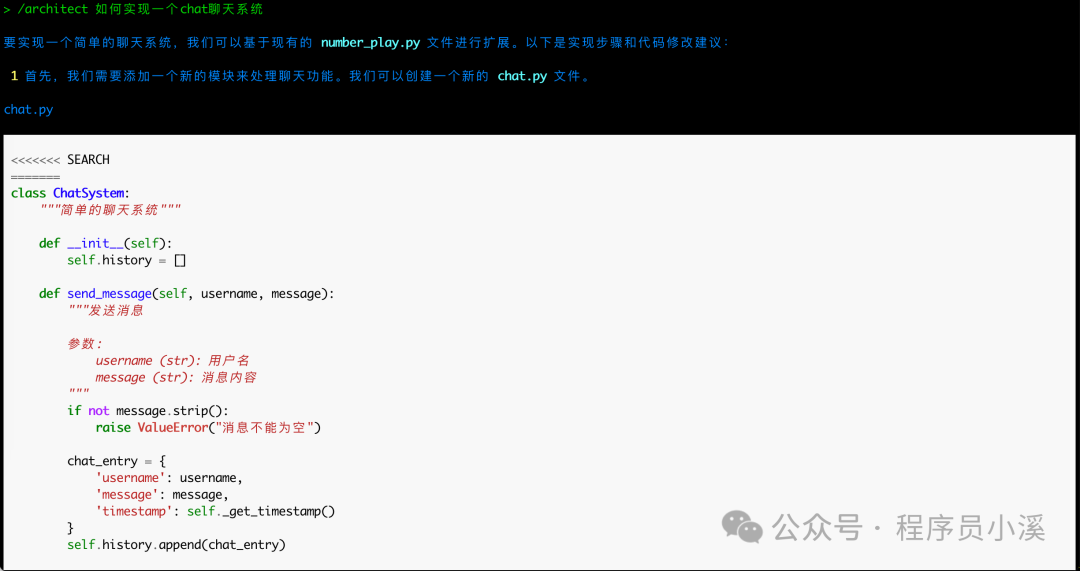 > /architect 如何实现一个chat聊天系统
要实现一个简单的聊天系统，我们可以基于现有的 number_play.py 文件进行扩展。以下是实现步骤和代码修改建议：
1 首先，我们需要添加一个新的模块来处理聊天功能。我们可以创建一个新的 chat.py 文件。
chat.py
<<<<<<< SEARCH
=======
class ChatSystem:
    """简单的聊天系统"""
    def __init__(self):
        self.history = []
    def send_message(self, username, message):
        """发送消息
        参数：
            username (str): 用户名
            message (str): 消息内容
        """
        if not message.strip():
            raise ValueError("消息不能为空")
        chat_entry = {
            'username': username,
            'message': message,
            'timestamp': self._get_timestamp()
        }
        self.history.append(chat_entry)
公众号 · 程序员小溪